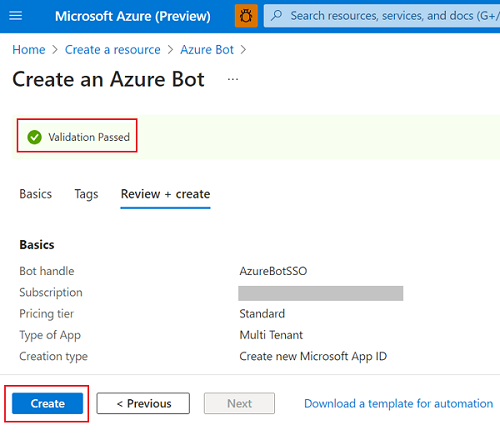 Microsoft Azure (Preview)
Search resources, services, and docs (G+/
Home > Create a resource > Azure Bot >
Create an Azure Bot ...
Validation Passed
Basics Tags Review + create
Basics
Bot handle AzureBotSSO
Subscription
Pricing tier Standard
Type of App Multi Tenant
Creation type Create new Microsoft App ID
Create < Previous Next Download a template for automation